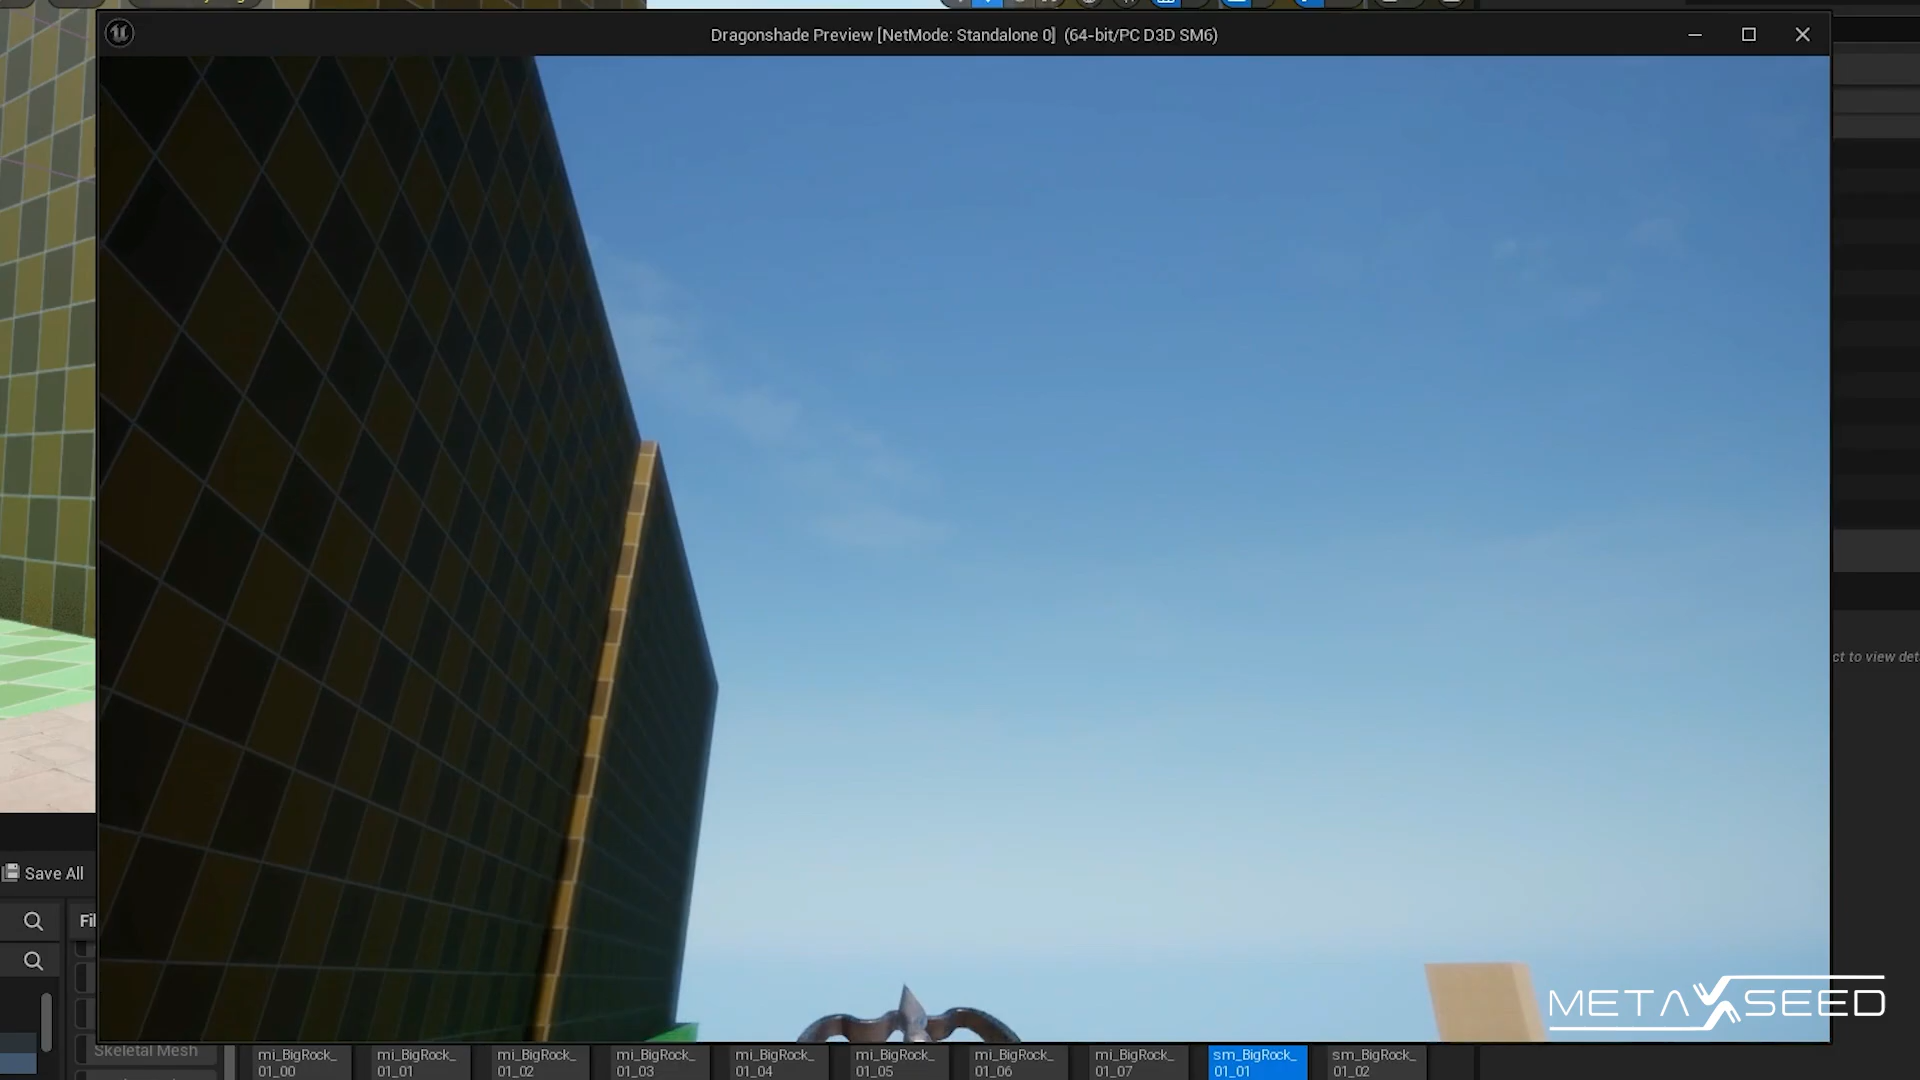 Dragonshade Preview [NetMode: Standalone 0] (64-bit/PC D3D SM6)
ct to view det
Save All
Fil
Skeletal Mesh
mi_BigRock_
01_00
mi_BigRock_
01_01
mi_BigRock_
01_02
mi_BigRock_
01_03
mi_BigRock_
01_04
mi_BigRock_
01_05
mi_BigRock_
01_06
mi_BigRock_
01_07
sm_BigRock_
01_01
sm_BigRock_
01_02
METAXSEED